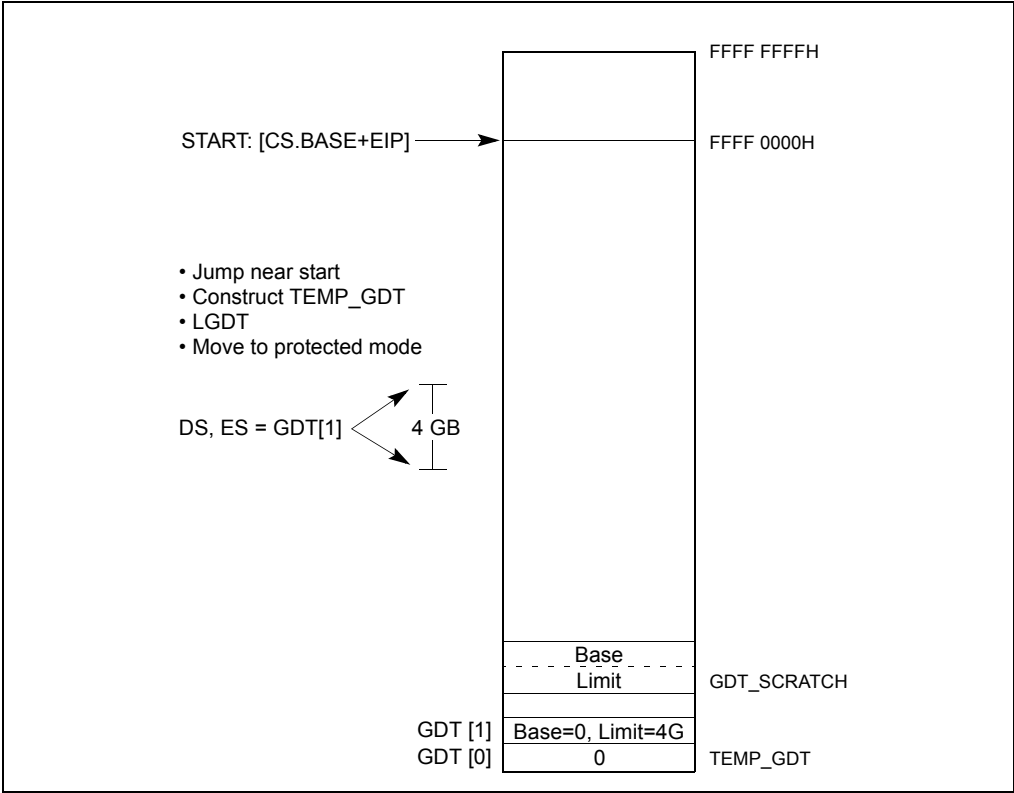 FFFF FFFFH
START: [CS.BASE+EIP]
FFFF 0000H
• Jump near start
• Construct TEMP_GDT
• LGDT
• Move to protected mode
DS, ES = GDT[1]
4 GB
Base
Limit
GDT_SCRATCH
GDT [1]
Base=0, Limit=4G
GDT [0]
0
TEMP_GDT